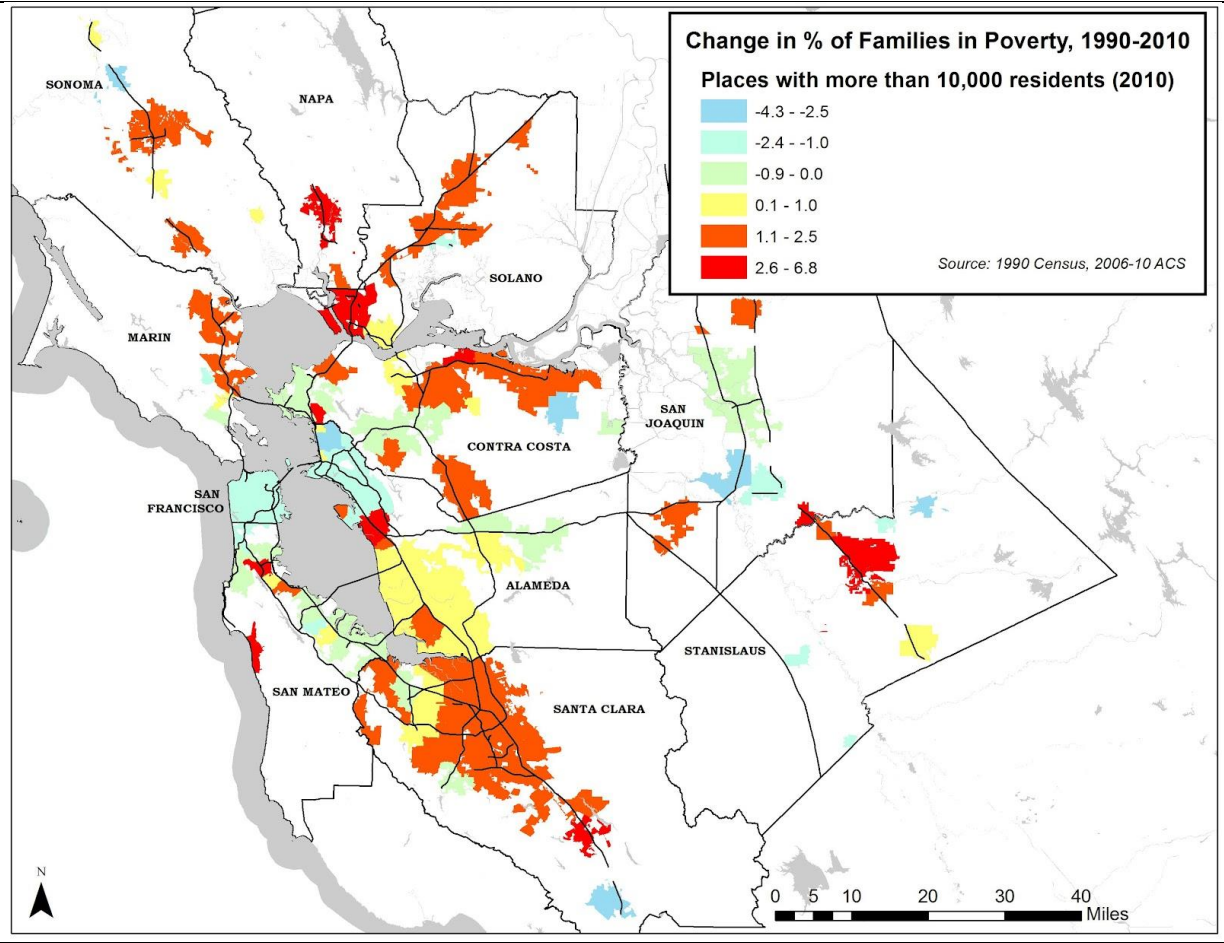 Change in % of Families in Poverty, 1990-2010
Places with more than 10,000 residents (2010)
-4.3 - -2.5
-2.4 - -1.0
-0.9 - 0.0
0.1 - 1.0
1.1 - 2.5
2.6 - 6.8
Source: 1990 Census, 2006-10 ACS
SONOMA
NAPA
SOLANO
MARIN
CONTRA COSTA
SAN
JOAQUIN
SAN
FRANCISCO
ALAMEDA
STANISLAUS
SAN MATEO
SANTA CLARA
N
0 5 10 20 30 40
Miles